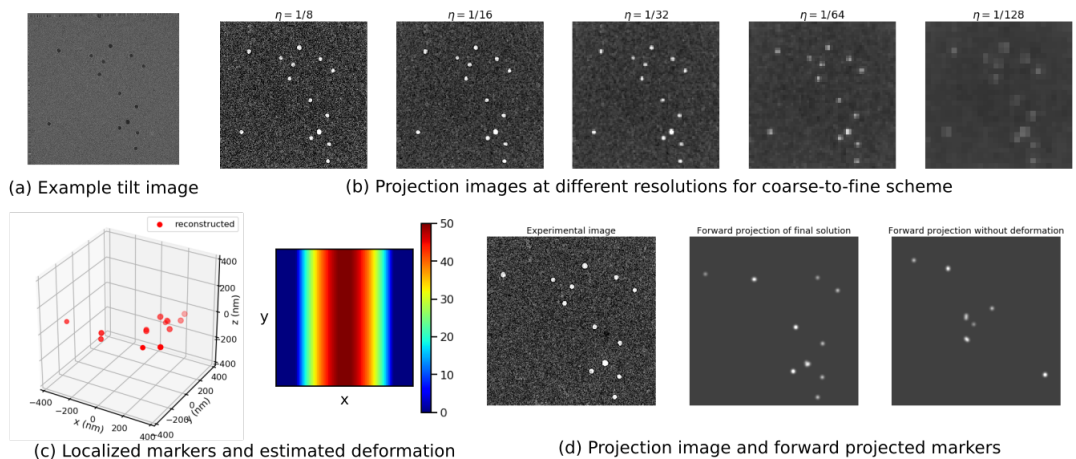 η = 1/8
η = 1/16
η = 1/32
η = 1/64
η = 1/128
(a) Example tilt image
(b) Projection images at different resolutions for coarse-to-fine scheme
reconstructed
400
200
0
−200
−400
z (nm)
−400
−200
0
200
400
x (nm)
−400
−200
0
200
400
y (nm)
y
x
50
40
30
20
10
0
Experimental image
Forward projection of final solution
Forward projection without deformation
(c) Localized markers and estimated deformation
(d) Projection image and forward projected markers